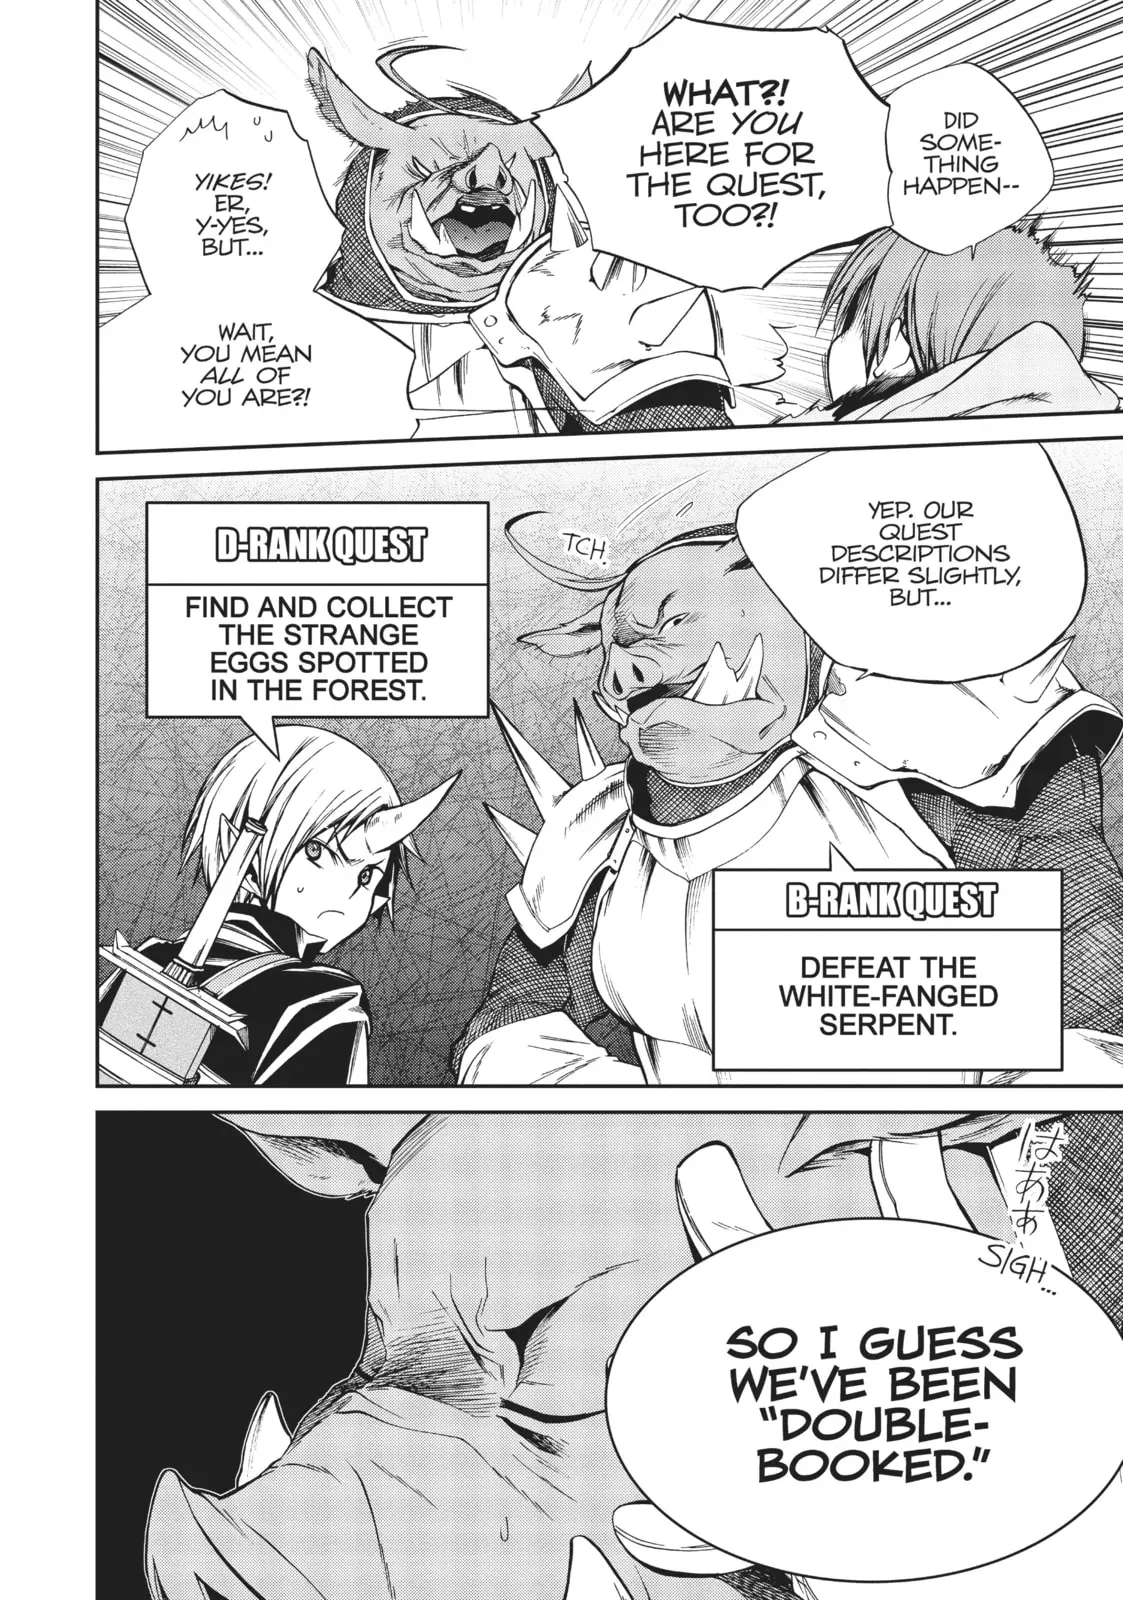 DID
SOME-
THING
HAPPEN--
WHAT?!
ARE YOU
HERE FOR
THE QUEST,
TOO?!
YIKES!
ER,
Y-YES,
BUT...
WAIT,
YOU MEAN
ALL OF
YOU ARE?!
YEP. OUR
QUEST
DESCRIPTIONS
DIFFER SLIGHTLY,
BUT...
TCH.
D-RANK QUEST
FIND AND COLLECT
THE STRANGE
EGGS SPOTTED
IN THE FOREST.
B-RANK QUEST
DEFEAT THE
WHITE-FANGED
SERPENT.
はあぁ
SIGH...
SO I GUESS
WE'VE BEEN
"DOUBLE-
BOOKED."